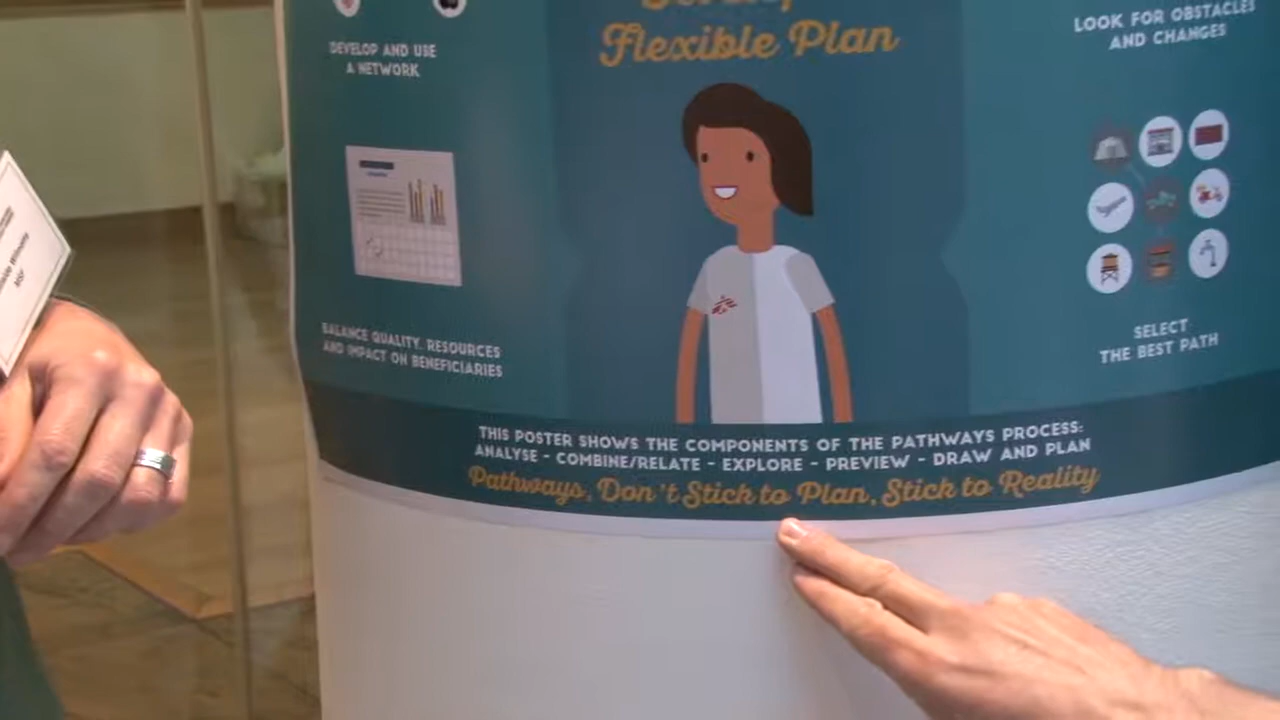 Flexible Plan
DEVELOP AND USE
A NETWORK
LOOK FOR OBSTACLES
AND CHANGES
BALANCE QUALITY, RESOURCES
AND IMPACT ON BENEFICIARIES
SELECT
THE BEST PATH
THIS POSTER SHOWS THE COMPONENTS OF THE PATHWAYS PROCESS:
ANALYSE - COMBINE/RELATE - EXPLORE - PREVIEW - DRAW AND PLAN
Pathways, Don't Stick to Plan, Stick to Reality
MSF